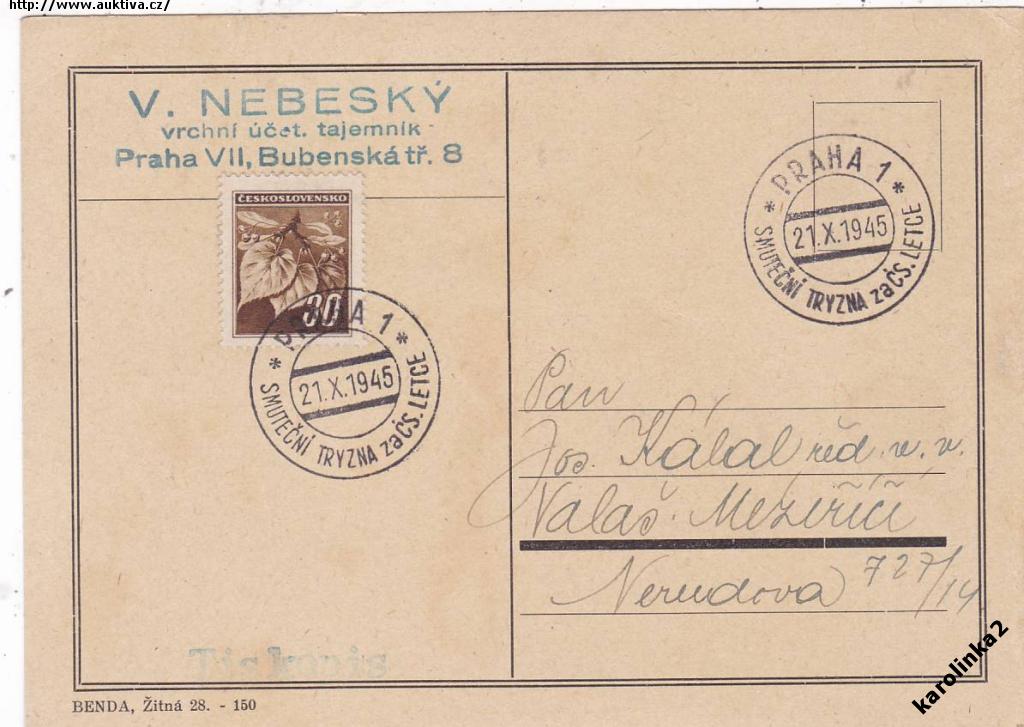 http://www.auktiva.cz/
V. NEBESKÝ
vrchní účet. tajemník
Praha VII, Bubenská tř. 8
ČESKOSLOVENSKO
30
* PRAHA 1 *
21.X.1945
SMUTEČNÍ TRYZNA za ČS. LETCE
* PRAHA 1 *
21.X.1945
SMUTEČNÍ TRYZNA za ČS. LETCE
Pan
Jos. Kálal řed. v. v.
Valaš. Meziříčí
Nerudova 727/14
Tiskopis
BENDA, Žitná 28. - 150
karolinka2